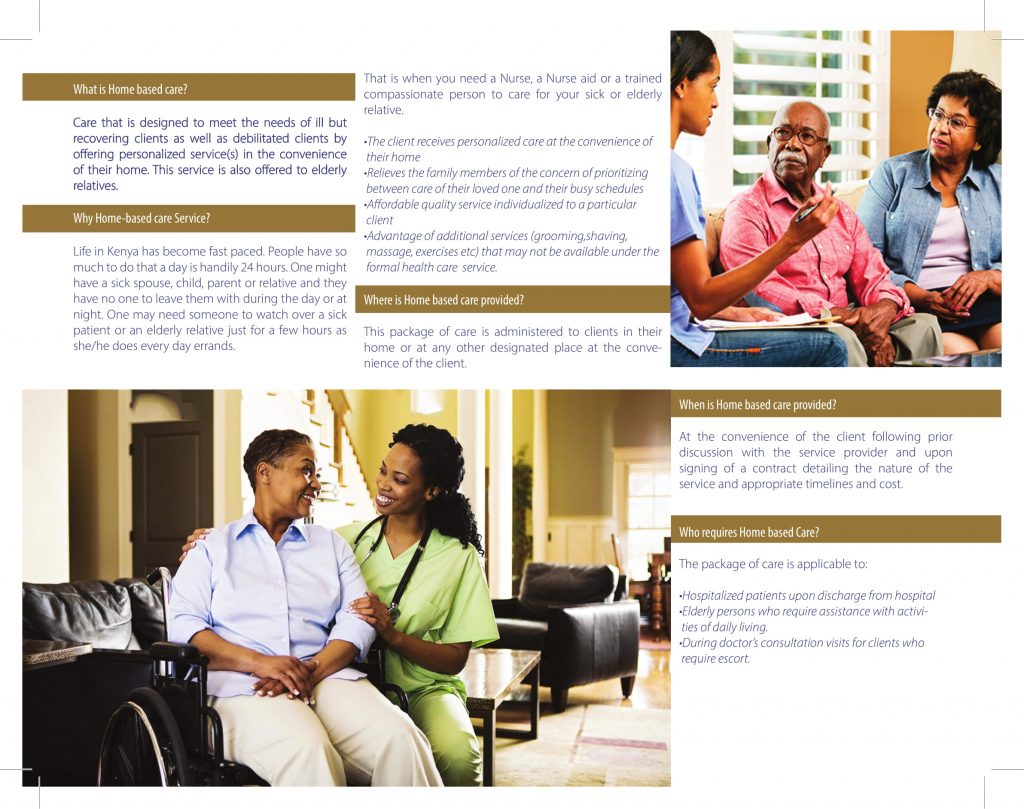 What is Home based care?
Care that is designed to meet the needs of ill but
recovering clients as well as debilitated clients by
offering personalized service(s) in the convenience
of their home. This service is also offered to elderly
relatives.
Why Home-based care Service?
Life in Kenya has become fast paced. People have so
much to do that a day is handily 24 hours. One might
have a sick spouse, child, parent or relative and they
have no one to leave them with during the day or at
night. One may need someone to watch over a sick
patient or an elderly relative just for a few hours as
she/he does every day errands.
That is when you need a Nurse, a Nurse aid or a trained
compassionate person to care for your sick or elderly
relative.
•The client receives personalized care at the convenience of
their home
•Relieves the family members of the concern of prioritizing
between care of their loved one and their busy schedules
•Affordable quality service individualized to a particular
client
•Advantage of additional services (grooming,shaving,
massage, exercises etc) that may not be available under the
formal health care service.
Where is Home based care provided?
This package of care is administered to clients in their
home or at any other designated place at the conve-
nience of the client.
When is Home based care provided?
At the convenience of the client following prior
discussion with the service provider and upon
signing of a contract detailing the nature of the
service and appropriate timelines and cost.
Who requires Home based Care?
The package of care is applicable to:
•Hospitalized patients upon discharge from hospital
•Elderly persons who require assistance with activi-
ties of daily living.
•During doctor's consultation visits for clients who
require escort.